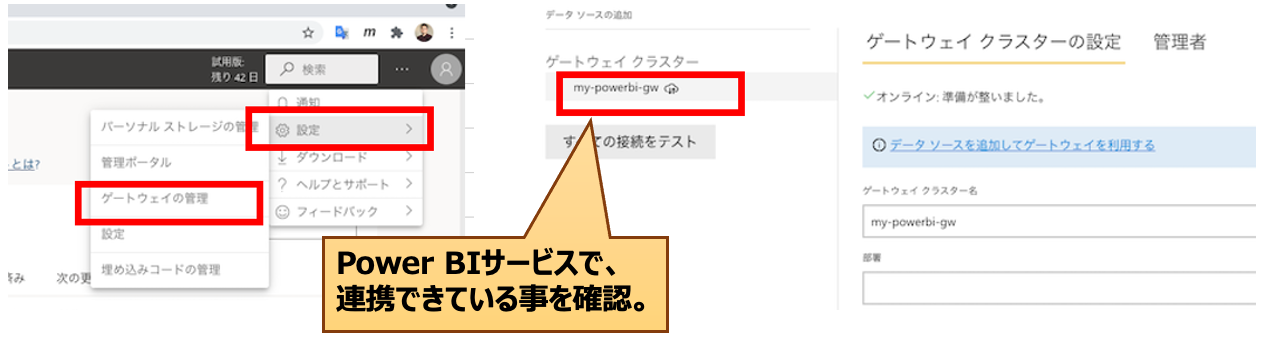 試用版:
残り 42 日
検索
通知
設定
ダウンロード
ヘルプとサポート
フィードバック
パーソナル ストレージの管理
管理ポータル
ゲートウェイの管理
設定
埋め込みコードの管理
とは?
済み
次の更
データ ソースの追加
ゲートウェイ クラスター
my-powerbi-gw
すべての接続をテスト
Power BIサービスで、
連携できている事を確認。
ゲートウェイ クラスターの設定
管理者
オンライン: 準備が整いました。
データ ソースを追加してゲートウェイを利用する
ゲートウェイ クラスター名
my-powerbi-gw
部署